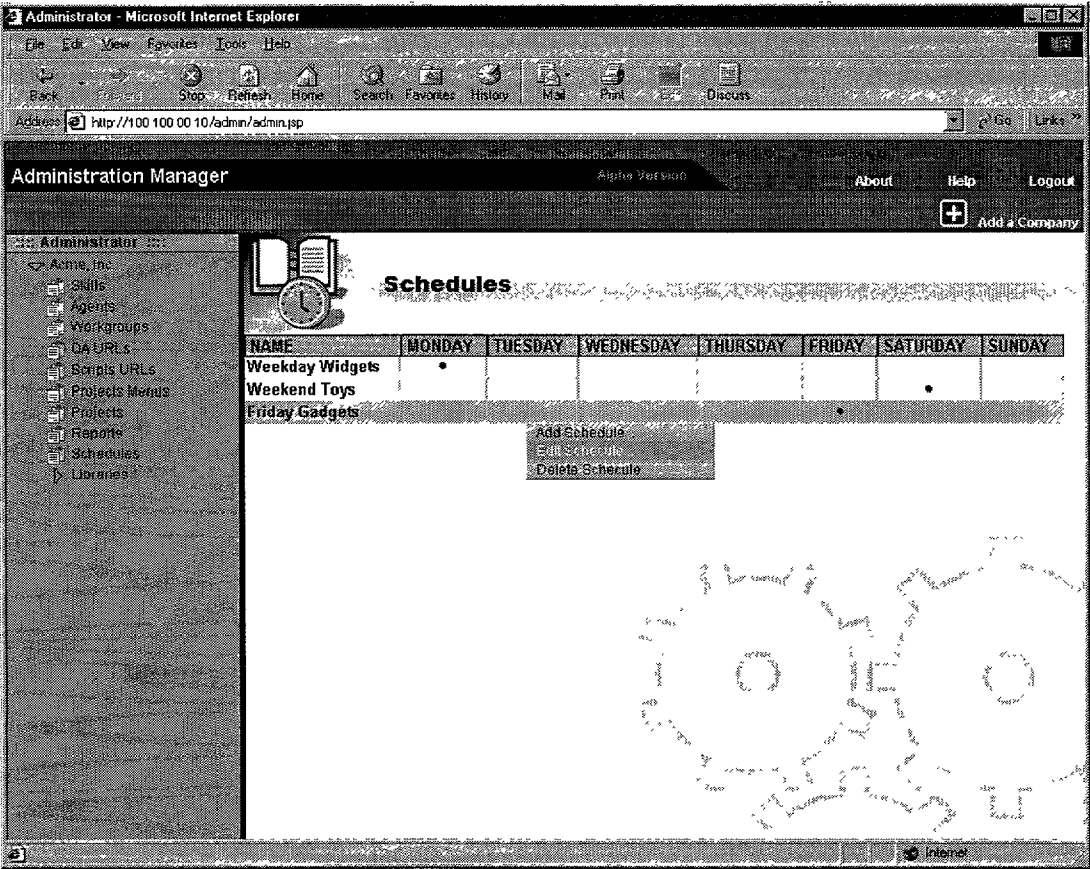 Administrator - Microsoft Internet Explorer
File Edit View Favorites Tools Help
Back Forward Stop Refresh Home Search Favorites History Mail Print Edit Discuss
Address http://100 100 00 10/admin/admin.jsp Go Links »
Administration Manager Alpha Version About Help Logout
Add a Company
:::: Administrator ::::
Acme, Inc
Skills
Agents
Workgroups
QA URLs
Scripts URLs
Projects Menus
Projects
Reports
Schedules
Libraries
Schedules
NAME MONDAY TUESDAY WEDNESDAY THURSDAY FRIDAY SATURDAY SUNDAY
Weekday Widgets •
Weekend Toys •
Friday Gadgets •
Add Schedule
Edit Schedule
Delete Schedule
Internet